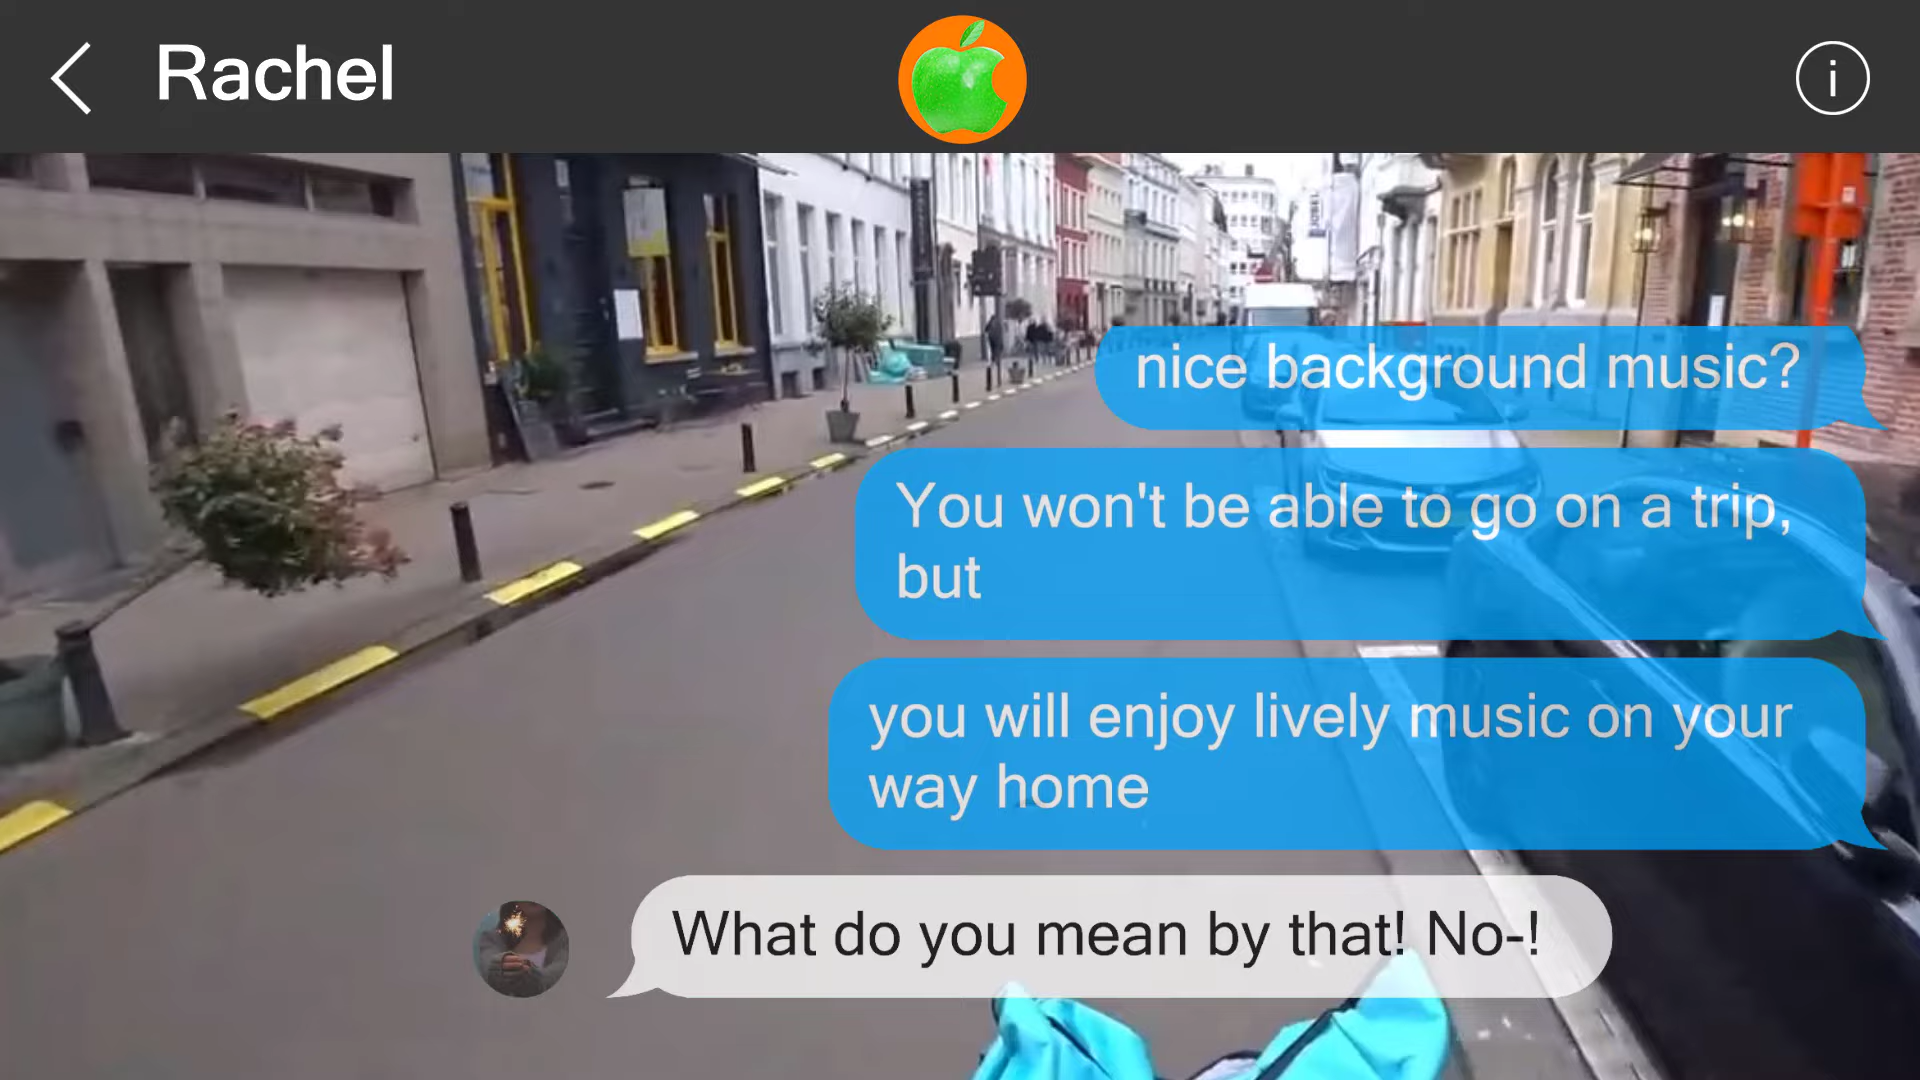 Rachel
nice background music?
You won't be able to go on a trip,
but
you will enjoy lively music on your
way home
What do you mean by that! No-!